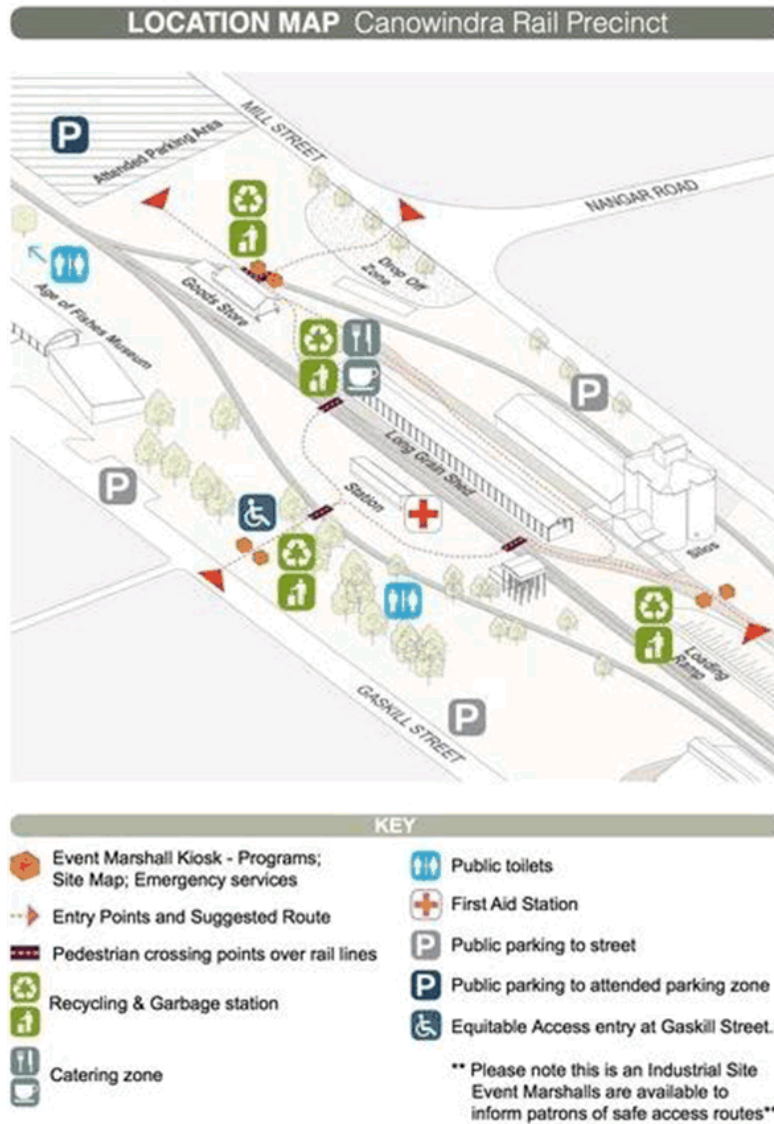 LOCATION MAP Canowindra Rail Precinct
P
Attended Parking Area
MILL STREET
NANGAR ROAD
Drop Off
Zone
Goods Store
Age of Fishes Museum
P
Long Grain Shed
Station
P
Silos
Loading
Ramp
GASKILL STREET
P
KEY
Event Marshall Kiosk - Programs;
Site Map; Emergency services
Entry Points and Suggested Route
Pedestrian crossing points over rail lines
Recycling & Garbage station
Catering zone
Public toilets
First Aid Station
P Public parking to street
P Public parking to attended parking zone
Equitable Access entry at Gaskill Street.
** Please note this is an Industrial Site
Event Marshalls are available to
inform patrons of safe access routes**